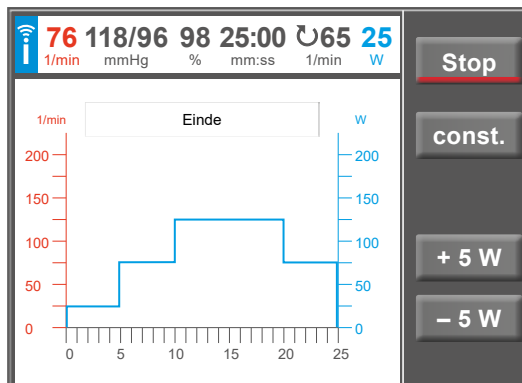 76 118/96 98 25:00 ↻65 25
1/min mmHg % mm:ss 1/min W
Stop
const.
+ 5 W
– 5 W
1/min Einde W
200 200
150 150
100 100
50 50
0 0
0 5 10 15 20 25